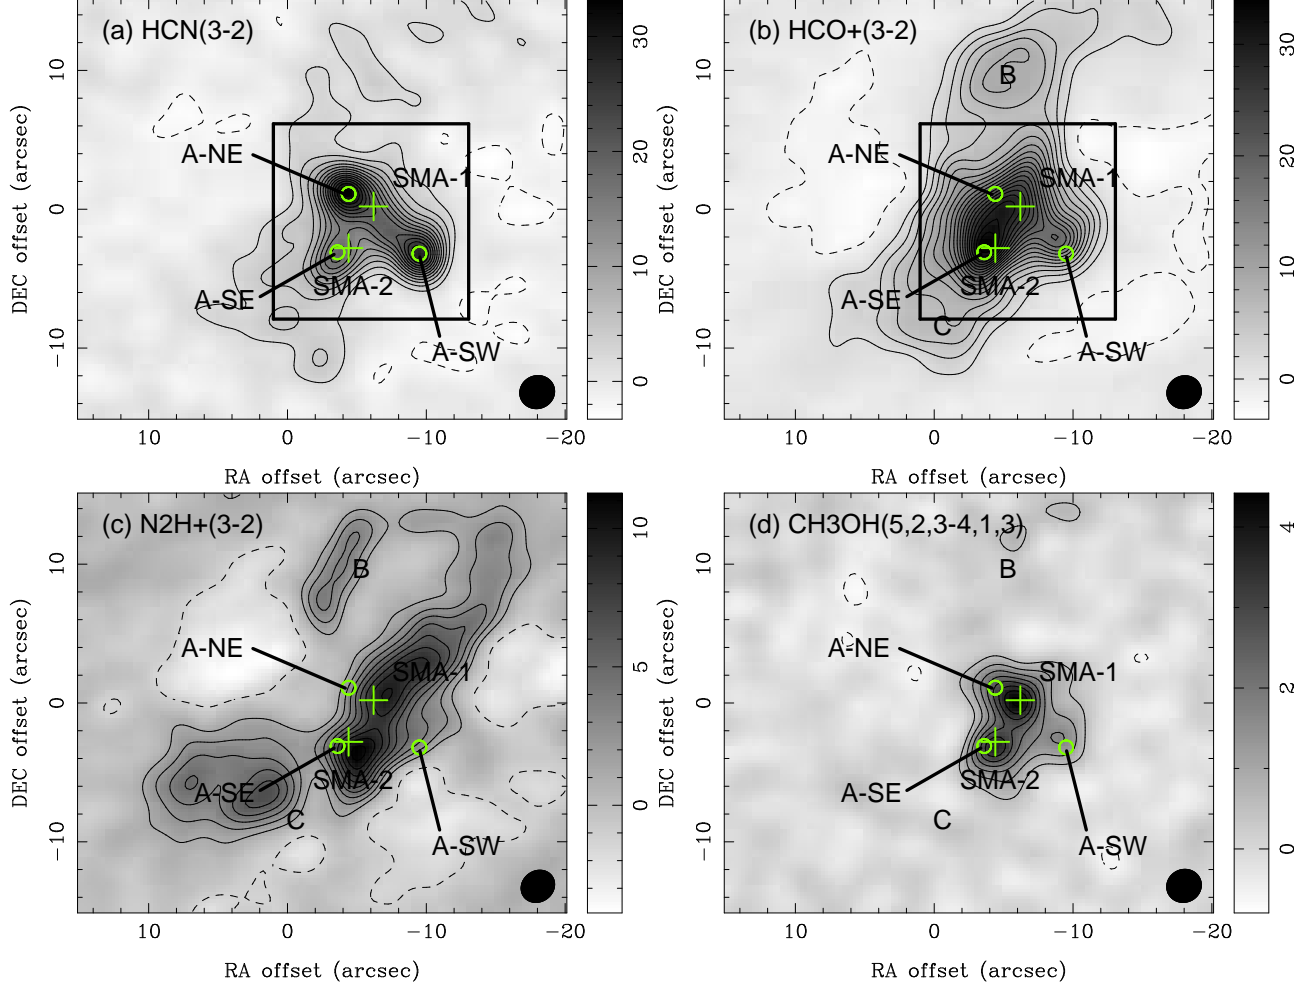 (a) HCN(3-2)
A-NE
SMA-1
A-SE
SMA-2
A-SW
10
0
-10
DEC offset (arcsec)
10
0
-10
-20
RA offset (arcsec)
30
20
10
0
(b) HCO+(3-2)
B
A-NE
SMA-1
A-SE
SMA-2
C
A-SW
10
0
-10
DEC offset (arcsec)
10
0
-10
-20
RA offset (arcsec)
30
20
10
0
(c) N2H+(3-2)
B
A-NE
SMA-1
A-SE
SMA-2
C
A-SW
10
0
-10
DEC offset (arcsec)
10
0
-10
-20
RA offset (arcsec)
10
5
0
(d) CH3OH(5,2,3-4,1,3)
B
A-NE
SMA-1
A-SE
SMA-2
C
A-SW
10
0
-10
DEC offset (arcsec)
10
0
-10
-20
RA offset (arcsec)
4
2
0